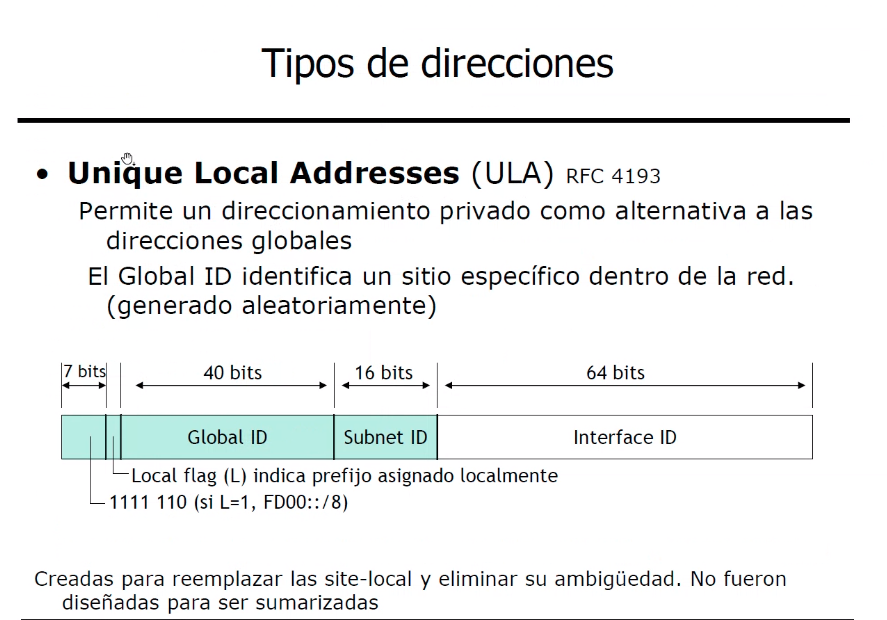 Tipos de direcciones
• Unique Local Addresses (ULA) RFC 4193
Permite un direccionamiento privado como alternativa a las
direcciones globales
El Global ID identifica un sitio específico dentro de la red.
(generado aleatoriamente)
7 bits 40 bits 16 bits 64 bits
Global ID Subnet ID Interface ID
Local flag (L) indica prefijo asignado localmente
1111 110 (si L=1, FD00::/8)
Creadas para reemplazar las site-local y eliminar su ambigüedad. No fueron
diseñadas para ser sumarizadas